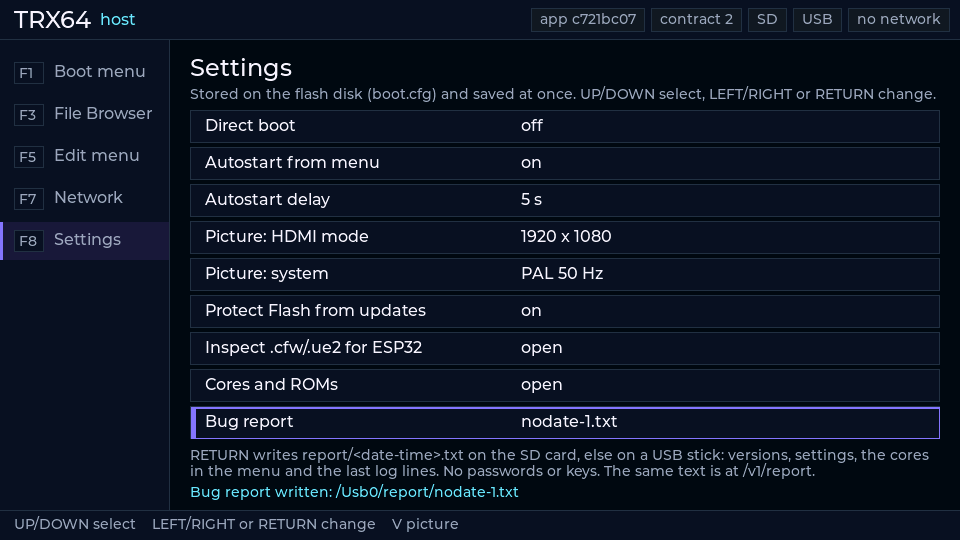 TRX64 host app c721bc07 contract 2 SD USB no network
F1 Boot menu
F3 File Browser
F5 Edit menu
F7 Network
F8 Settings
Settings
Stored on the flash disk (boot.cfg) and saved at once. UP/DOWN select, LEFT/RIGHT or RETURN change.
Direct boot off
Autostart from menu on
Autostart delay 5 s
Picture: HDMI mode 1920 x 1080
Picture: system PAL 50 Hz
Protect Flash from updates on
Inspect .cfw/.ue2 for ESP32 open
Cores and ROMs open
Bug report nodate-1.txt
RETURN writes report/<date-time>.txt on the SD card, else on a USB stick: versions, settings, the cores
in the menu and the last log lines. No passwords or keys. The same text is at /v1/report.
Bug report written: /Usb0/report/nodate-1.txt
UP/DOWN select LEFT/RIGHT or RETURN change V picture